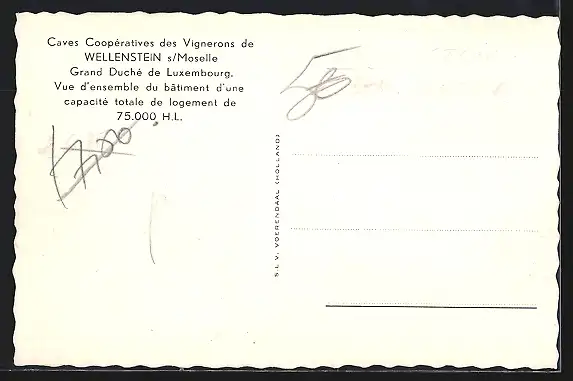 Caves Coopératives des Vignerons de
WELLENSTEIN s/Moselle
Grand Duché de Luxembourg.
Vue d'ensemble du bâtiment d'une
capacité totale de logement de
75.000 H.L.
S.L.V. VOERENDAAL (HOLLAND)